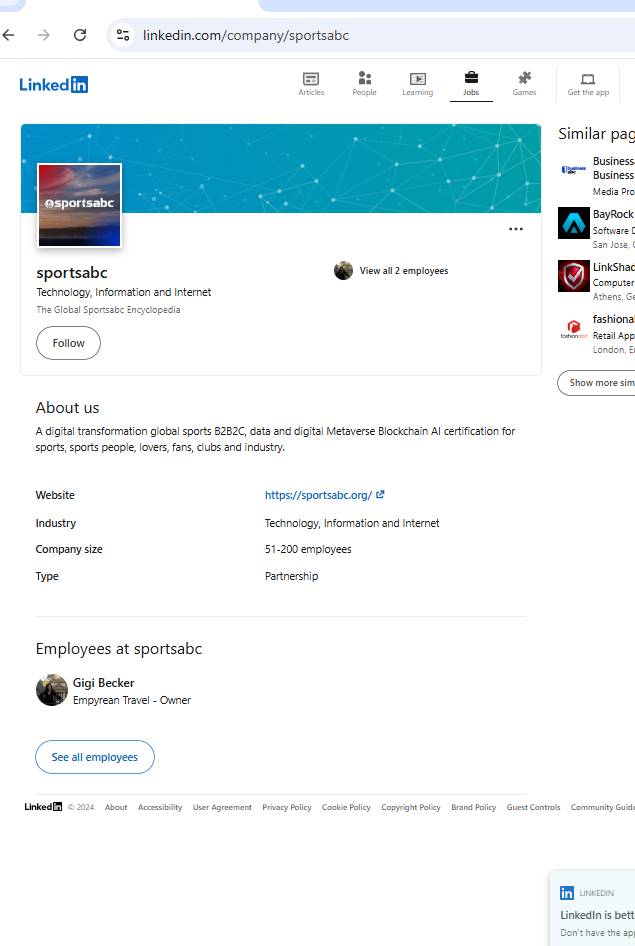 linkedin.com/company/sportsabc
Linkedin
Articles
People
Learning
Jobs
Games
Get the app
sportsabc
sportsabc
Technology, Information and Internet
The Global Sportsabc Encyclopedia
View all 2 employees
Follow
About us
A digital transformation global sports B2B2C, data and digital Metaverse Blockchain AI certification for
sports, sports people, lovers, fans, clubs and industry.
Website https://sportsabc.org/
Industry Technology, Information and Internet
Company size 51-200 employees
Type Partnership
Employees at sportsabc
Gigi Becker
Empyrean Travel - Owner
See all employees
Similar pag
Business
Business
Media Pro
BayRock
Software D
San Jose, C
LinkShad
Computer
Athens, Ge
fashional
Retail App
London, En
Show more sim
Linkedin © 2024 About Accessibility User Agreement Privacy Policy Cookie Policy Copyright Policy Brand Policy Guest Controls Community Guide
in LINKEDIN
LinkedIn is bett
Don't have the app